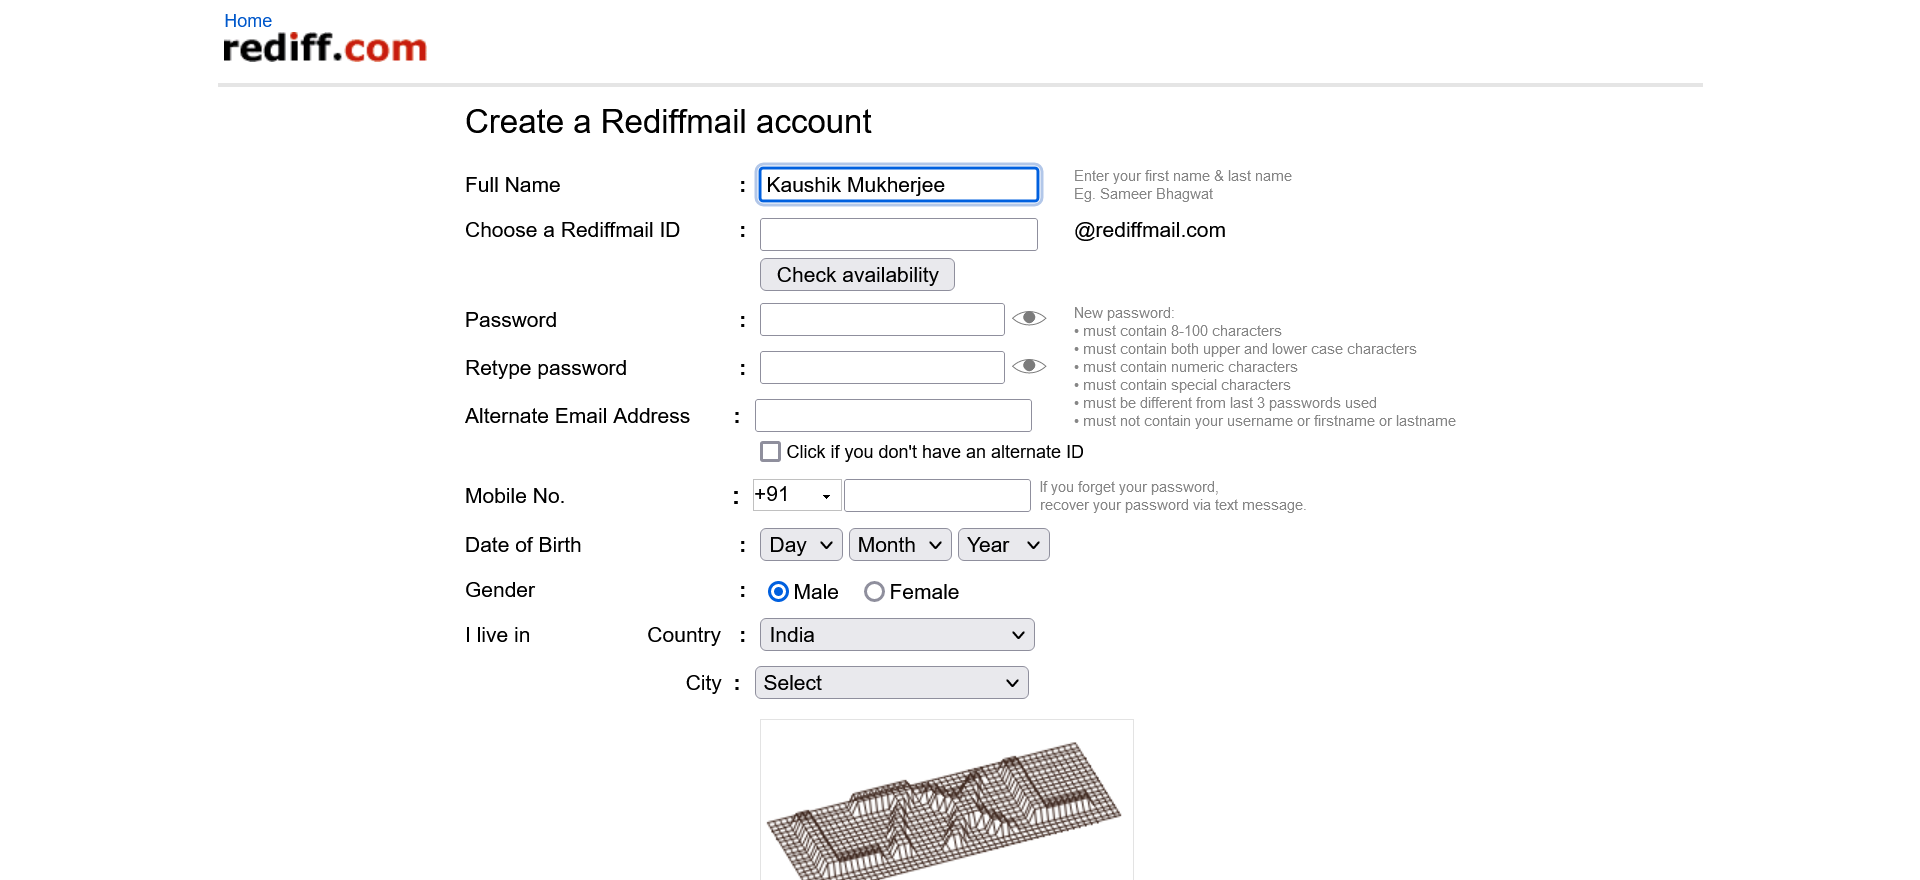 Home
rediff.com
Create a Rediffmail account
Full Name : Kaushik Mukherjee
Enter your first name & last name
Eg. Sameer Bhagwat
Choose a Rediffmail ID : @rediffmail.com
Check availability
Password :
New password:
• must contain 8-100 characters
• must contain both upper and lower case characters
• must contain numeric characters
• must contain special characters
• must be different from last 3 passwords used
• must not contain your username or firstname or lastname
Retype password :
Alternate Email Address :
Click if you don't have an alternate ID
Mobile No. : +91
If you forget your password,
recover your password via text message.
Date of Birth : Day Month Year
Gender : Male Female
I live in Country : India
City : Select